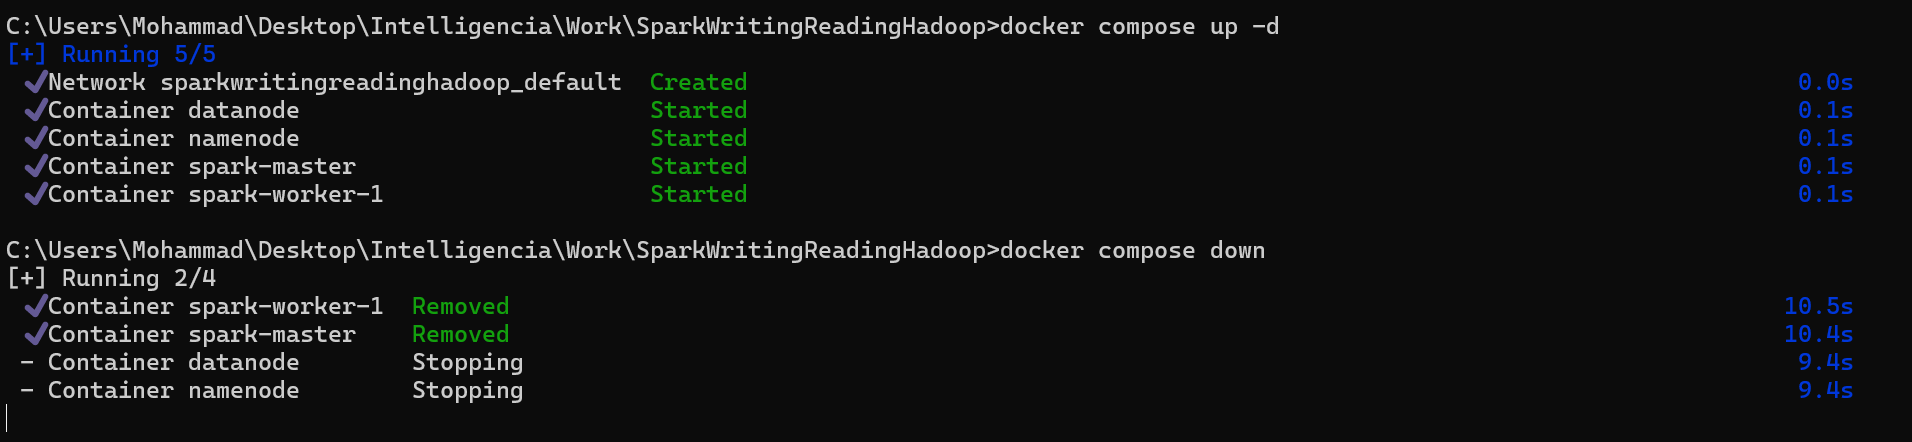 C:\Users\Mohammad\Desktop\Intelligencia\Work\SparkWritingReadingHadoop>docker compose up -d
[+] Running 5/5
✔Network sparkwritingreadinghadoop_default Created 0.0s
✔Container datanode Started 0.1s
✔Container namenode Started 0.1s
✔Container spark-master Started 0.1s
✔Container spark-worker-1 Started 0.1s
C:\Users\Mohammad\Desktop\Intelligencia\Work\SparkWritingReadingHadoop>docker compose down
[+] Running 2/4
✔Container spark-worker-1 Removed 10.5s
✔Container spark-master Removed 10.4s
- Container datanode Stopping 9.4s
- Container namenode Stopping 9.4s